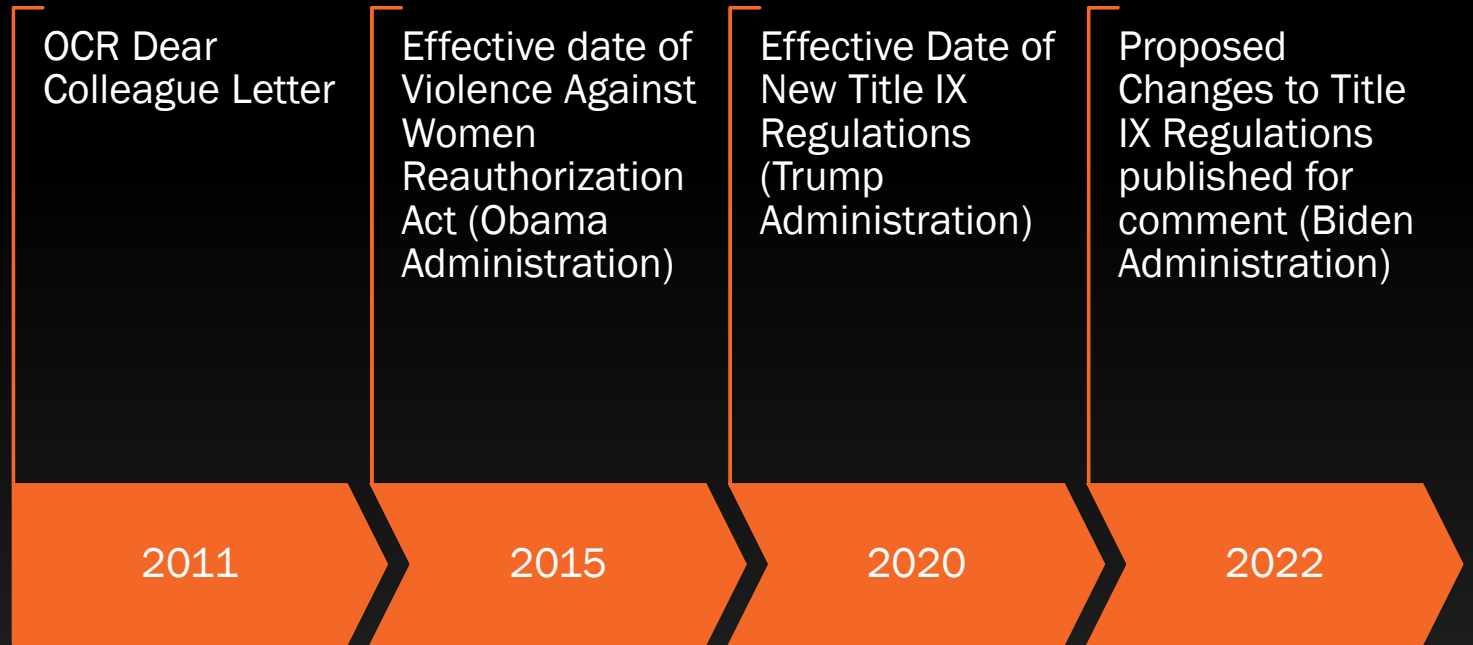 OCR Dear
Colleague Letter
Effective date of
Violence Against
Women
Reauthorization
Act (Obama
Administration)
Effective Date of
New Title IX
Regulations
(Trump
Administration)
Proposed
Changes to Title
IX Regulations
published for
comment (Biden
Administration)
2011
2015
2020
2022